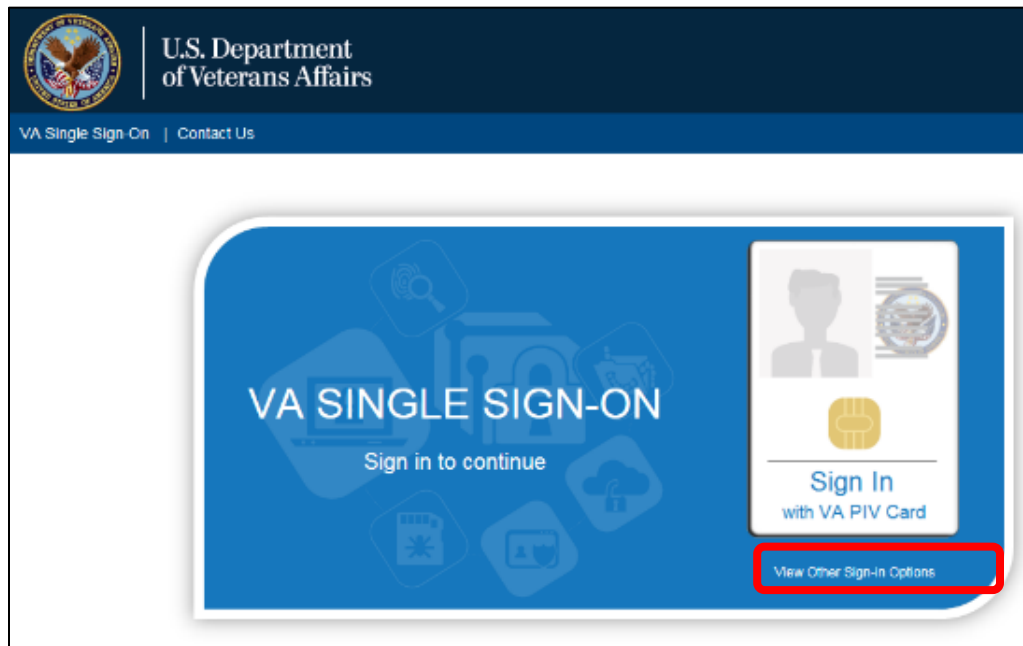 U.S. Department
of Veterans Affairs
VA Single Sign-On | Contact Us
VA SINGLE SIGN-ON
Sign in to continue
Sign In
with VA PIV Card
View Other Sign-In Options